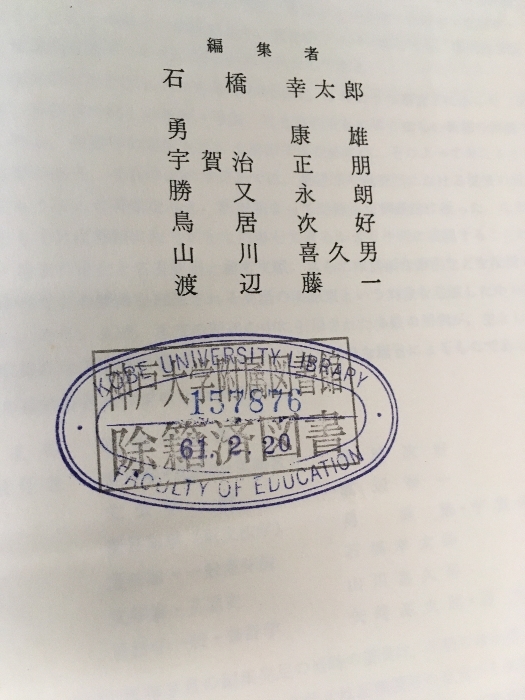 編集者
石橋幸太郎
勇康雄
宇賀治正朋
勝又永朗
鳥居次好
山川喜久男
渡辺藤一
KOBE UNIVERSITY LIBRARY
神戸大学附属図書館
157876
除籍済図書
61. 2. 20
FACULTY OF EDUCATION